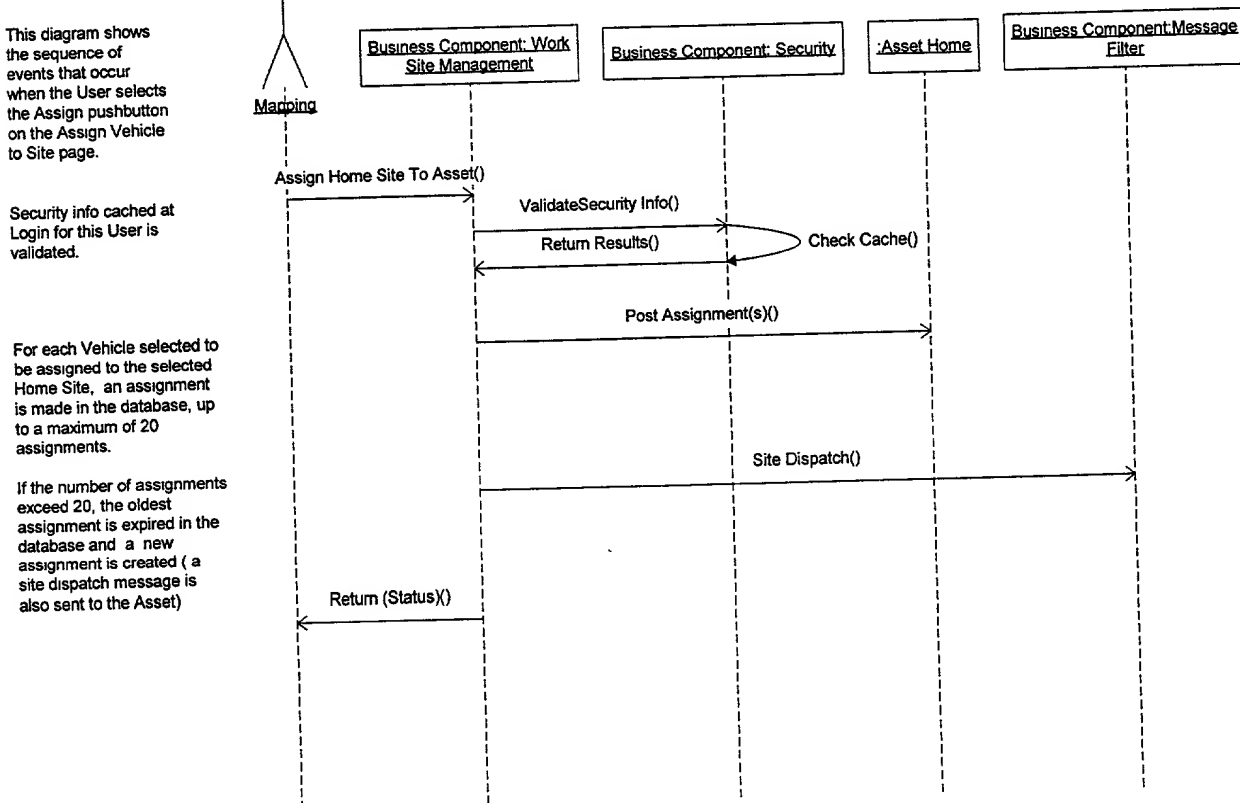 This diagram shows
the sequence of
events that occur
when the User selects
the Assign pushbutton
on the Assign Vehicle
to Site page.
Mapping
Business Component: Work
Site Management
Business Component: Security
:Asset Home
Business Component:Message
Filter
Assign Home Site To Asset()
Security info cached at
Login for this User is
validated.
ValidateSecurity Info()
Return Results()
Check Cache()
Post Assignment(s)()
For each Vehicle selected to
be assigned to the selected
Home Site, an assignment
is made in the database, up
to a maximum of 20
assignments.
Site Dispatch()
If the number of assignments
exceed 20, the oldest
assignment is expired in the
database and a new
assignment is created ( a
site dispatch message is
also sent to the Asset)
Return (Status)()